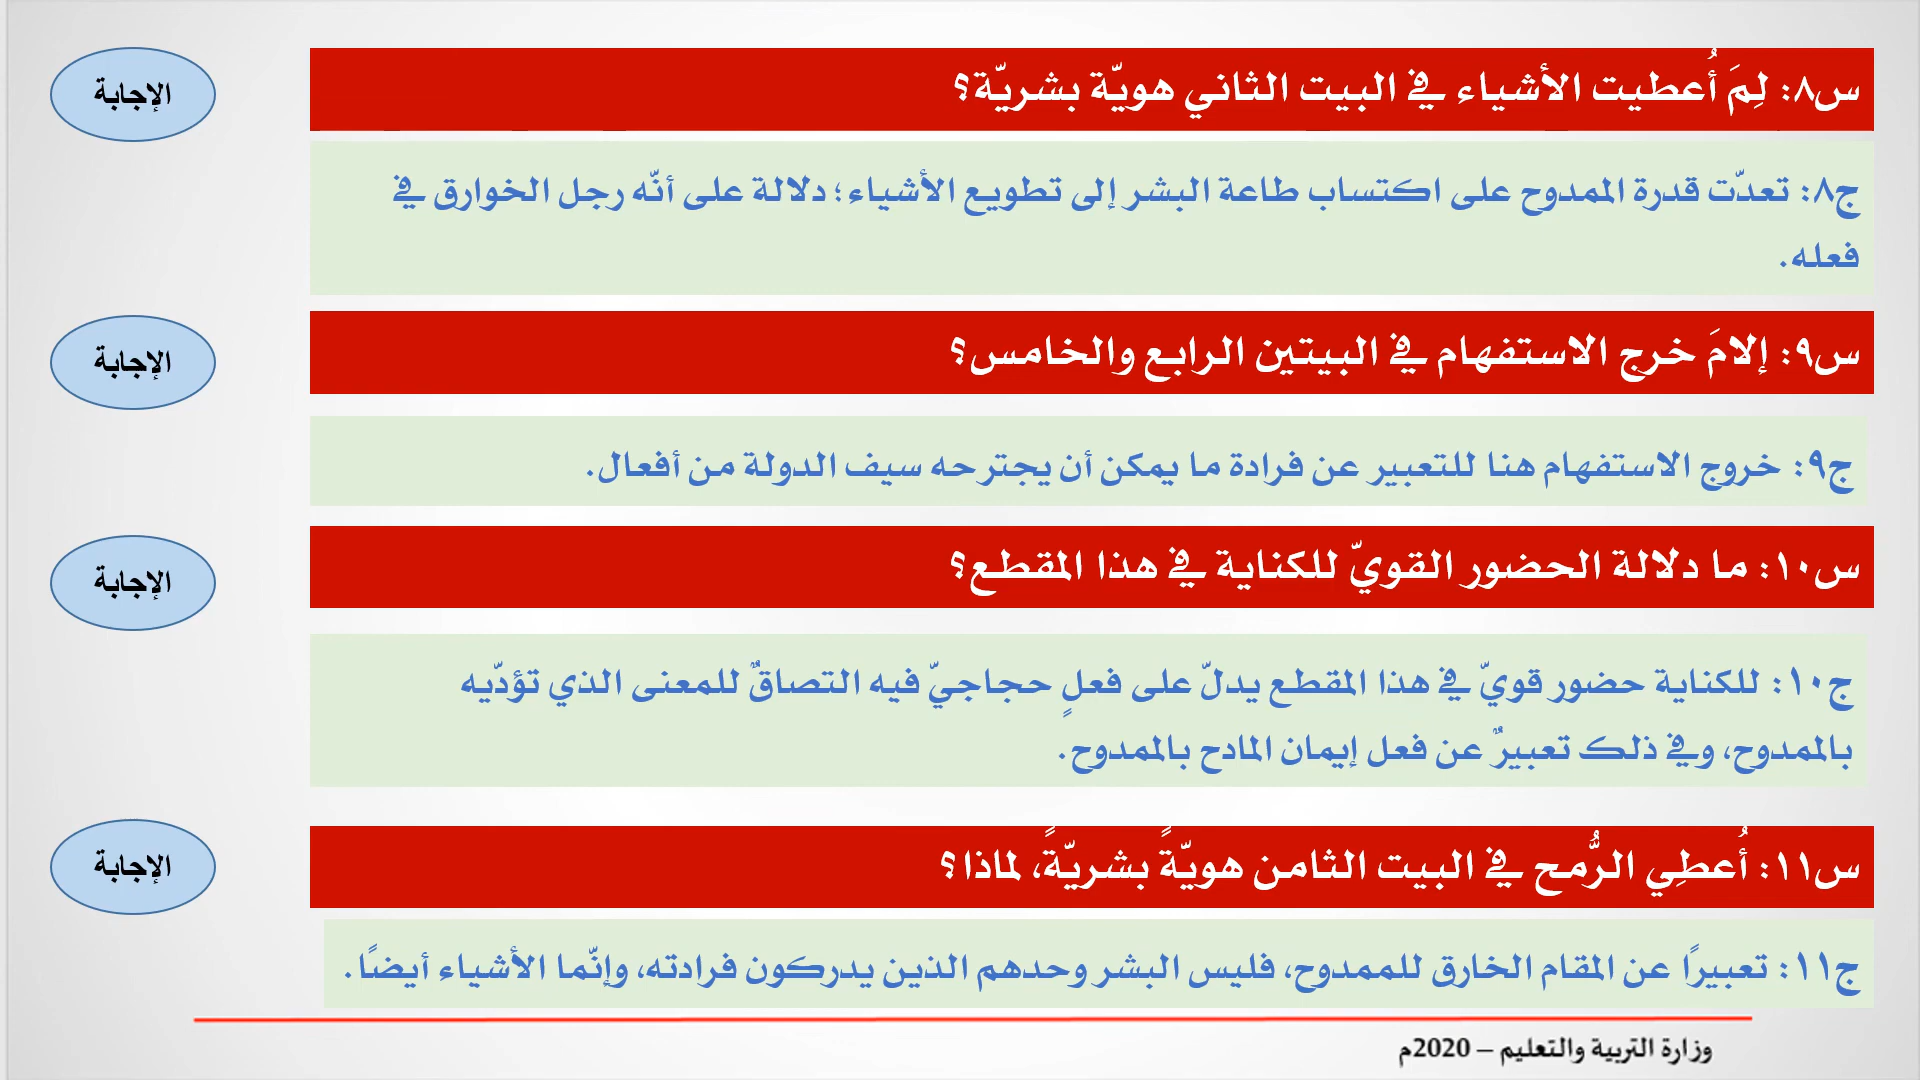 س٨: لِمَ أُعطيت الأشياء في البيت الثاني هويّة بشريّة؟
الإجابة
ج٨: تعدّت قدرة الممدوح على اكتساب طاعة البشر إلى تطويع الأشياء؛ دلالة على أنّه رجل الخوارق في
فعله.
س٩: إلامَ خرج الاستفهام في البيتين الرابع والخامس؟
الإجابة
ج٩: خروج الاستفهام هنا للتعبير عن فرادة ما يمكن أن يجترحه سيف الدولة من أفعال.
س١٠: ما دلالة الحضور القويّ للكناية في هذا المقطع؟
الإجابة
ج١٠: للكناية حضور قويّ في هذا المقطع يدلّ على فعلٍ حجاجيّ فيه التصاقٌ للمعنى الذي تؤدّيه
بالممدوح، وفي ذلك تعبيرٌ عن فعل إيمان المادح بالممدوح.
س١١: أُعطِي الرُّمح في البيت الثامن هويّةً بشريّةً، لماذا؟
الإجابة
ج١١: تعبيرًا عن المقام الخارق للممدوح، فليس البشر وحدهم الذين يدركون فرادته، وإنّما الأشياء أيضًا.
وزارة التربية والتعليم – 2020م